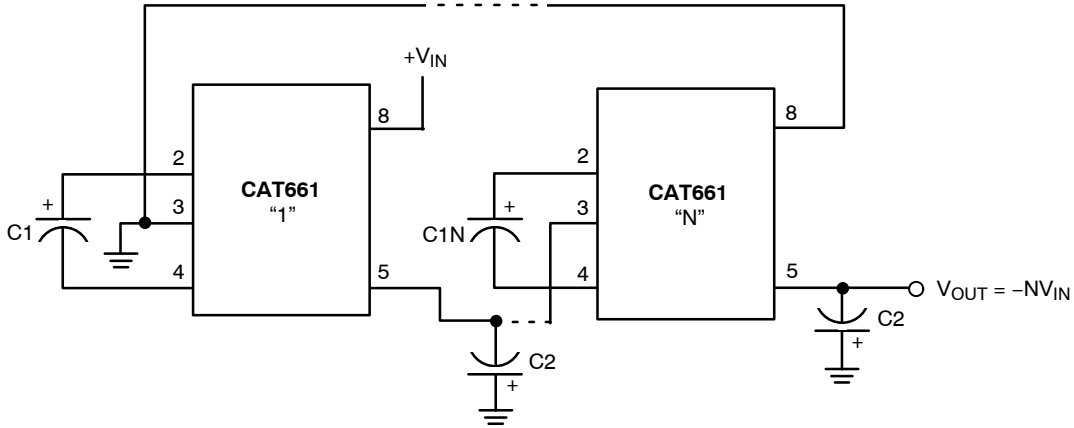 +VIN
8
8
2
2
CAT661
"1"
CAT661
"N"
+
3
+
3
C1
C1N
4
5
4
5
VOUT = −NVIN
C2
+
C2
+